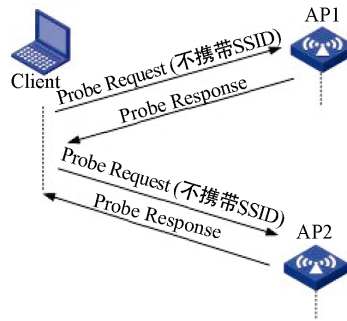 AP1
Client
Probe Request (不携带SSID)
Probe Response
Probe Request (不携带SSID)
Probe Response
AP2